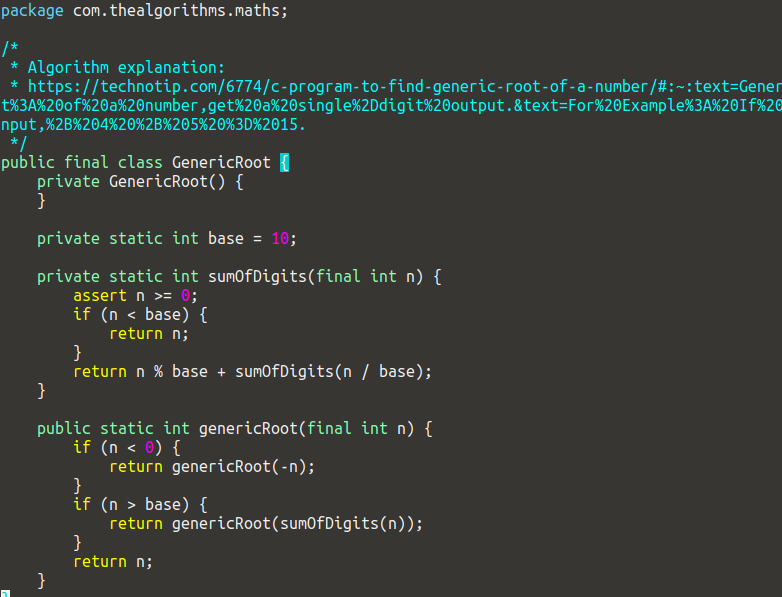 package com.thealgorithms.maths;
/*
 * Algorithm explanation:
 * https://technotip.com/6774/c-program-to-find-generic-root-of-a-number/#:~:text=Gener
t%3A%20of%20a%20number,get%20a%20single%2Ddigit%20output.&text=For%20Example%3A%20If%20
nput,%2B%204%20%2B%205%20%3D%2015.
 */
public final class GenericRoot {
    private GenericRoot() {
    }
    private static int base = 10;
    private static int sumOfDigits(final int n) {
        assert n >= 0;
        if (n < base) {
            return n;
        }
        return n % base + sumOfDigits(n / base);
    }
    public static int genericRoot(final int n) {
        if (n < 0) {
            return genericRoot(-n);
        }
        if (n > base) {
            return genericRoot(sumOfDigits(n));
        }
        return n;
    }
}